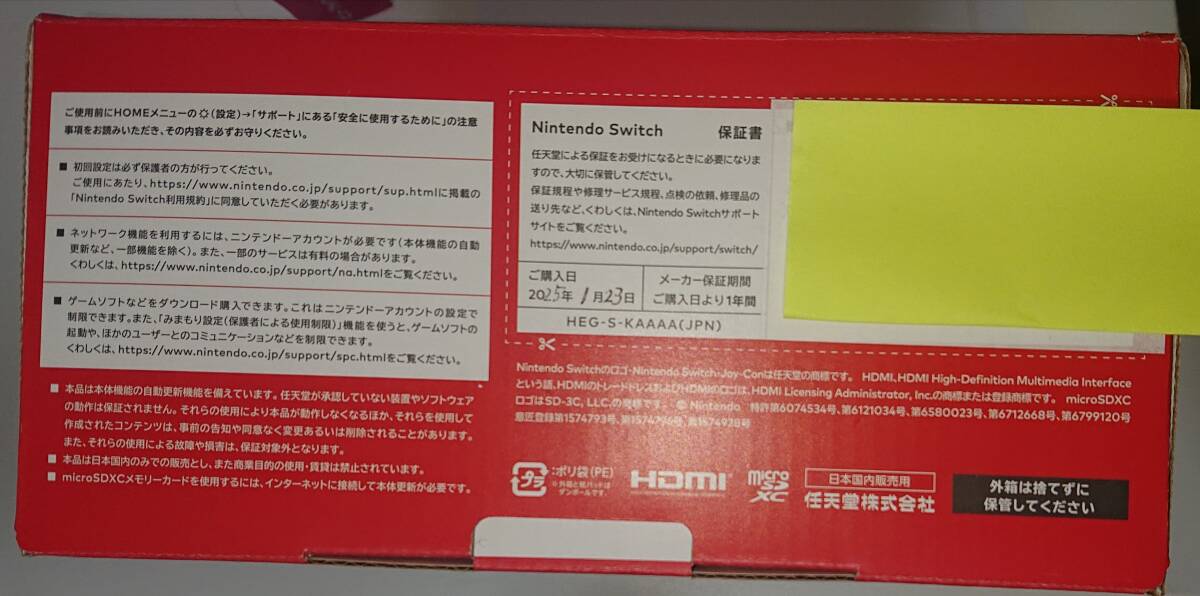 ご使用前にHOMEメニューの(設定)→「サポート」にある「安全に使用するために」の注意
事項をお読みいただき、その内容を必ずお守りください。
■ 初回設定は必ず保護者の方が行ってください。
ご使用にあたり、https://www.nintendo.co.jp/support/sup.htmlに掲載の
「Nintendo Switch利用規約」に同意していただく必要があります。
■ ネットワーク機能を利用するには、ニンテンドーアカウントが必要です(本体機能の自動
更新など、一部機能を除く)。また、一部のサービスは有料の場合があります。
くわしくは、https://www.nintendo.co.jp/support/na.htmlをご覧ください。
■ ゲームソフトなどをダウンロード購入できます。これはニンテンドーアカウントの設定で
制限できます。また、「みまもり設定(保護者による使用制限)」機能を使うと、ゲームソフトの
起動や、ほかのユーザーとのコミュニケーションなどを制限できます。
くわしくは、https://www.nintendo.co.jp/support/spc.htmlをご覧ください。
■ 本品は本体機能の自動更新機能を備えています。任天堂が承認していない装置やソフトウェア
の動作は保証されません。それらの使用により本品が動作しなくなるほか、それらを使用して
作成されたコンテンツは、事前の告知や同意なく変更あるいは削除されることがあります。
また、それらの使用による故障や損害は、保証対象外となります。
■ 本品は日本国内のみでの販売とし、また商業目的の使用・賃貸は禁止されています。
■ microSDXCメモリーカードを使用するには、インターネットに接続して本体更新が必要です。
Nintendo Switch 保証書
任天堂による保証をお受けになるときに必要になりま
すので、大切に保管してください。
保証規程や修理サービス規程、点検の依頼、修理品の
送り先など、くわしくは、Nintendo Switchサポート
サイトをご覧ください。
https://www.nintendo.co.jp/support/switch/
ご購入日
2025年 1月23日
メーカー保証期間
ご購入日より1年間
HEG-S-KAAAA(JPN)
Nintendo Switchのロゴ・Nintendo Switch・Joy-Conは任天堂の商標です。 HDMI、HDMI High-Definition Multimedia Interface
という語、HDMIのトレードドレスおよびHDMIのロゴは、HDMI Licensing Administrator, Inc.の商標または登録商標です。 microSDXC
ロゴはSD-3C, LLC.の商標です。 © Nintendo 特許第6074534号、第6121034号、第6580023号、第6712668号、第6799120号
意匠登録第1574793号、第1574795号、第1574928号
プラ
:ポリ袋(PE)
※外箱と紙パッドは
ダンボールです。
HDMI
micro
SD
XC
日本国内販売用
任天堂株式会社
外箱は捨てずに
保管してください